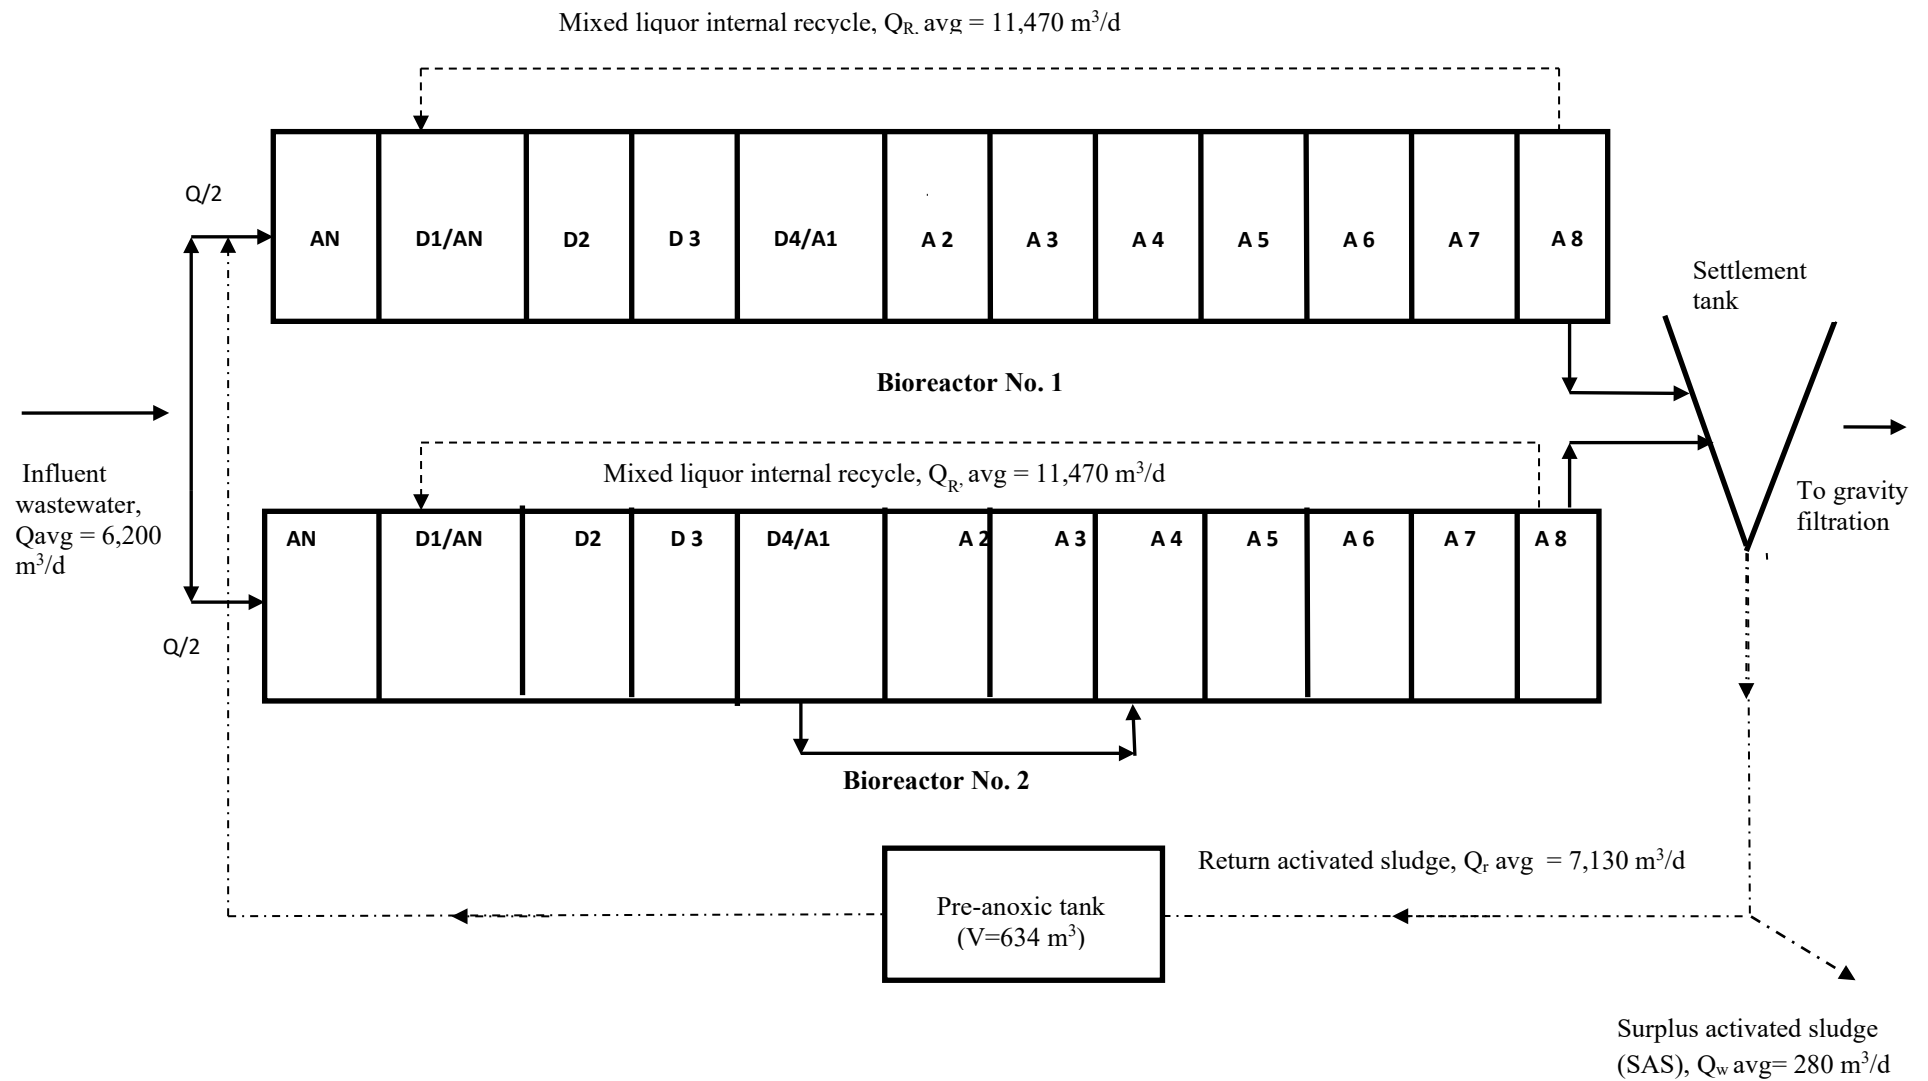 Mixed liquor internal recycle, QR, avg = 11,470 m3/d
Q/2
AN
D1/AN
D2
D 3
D4/A1
A 2
A 3
A 4
A 5
A 6
A 7
A 8
Settlement
tank
Bioreactor No. 1
Influent
wastewater,
Qavg = 6,200
m3/d
Mixed liquor internal recycle, QR, avg = 11,470 m3/d
To gravity
filtration
AN
D1/AN
D2
D 3
D4/A1
A 2
A 3
A 4
A 5
A 6
A 7
A 8
Q/2
Bioreactor No. 2
Return activated sludge, Qr avg = 7,130 m3/d
Pre-anoxic tank
(V=634 m3)
Surplus activated sludge
(SAS), Qw avg= 280 m3/d